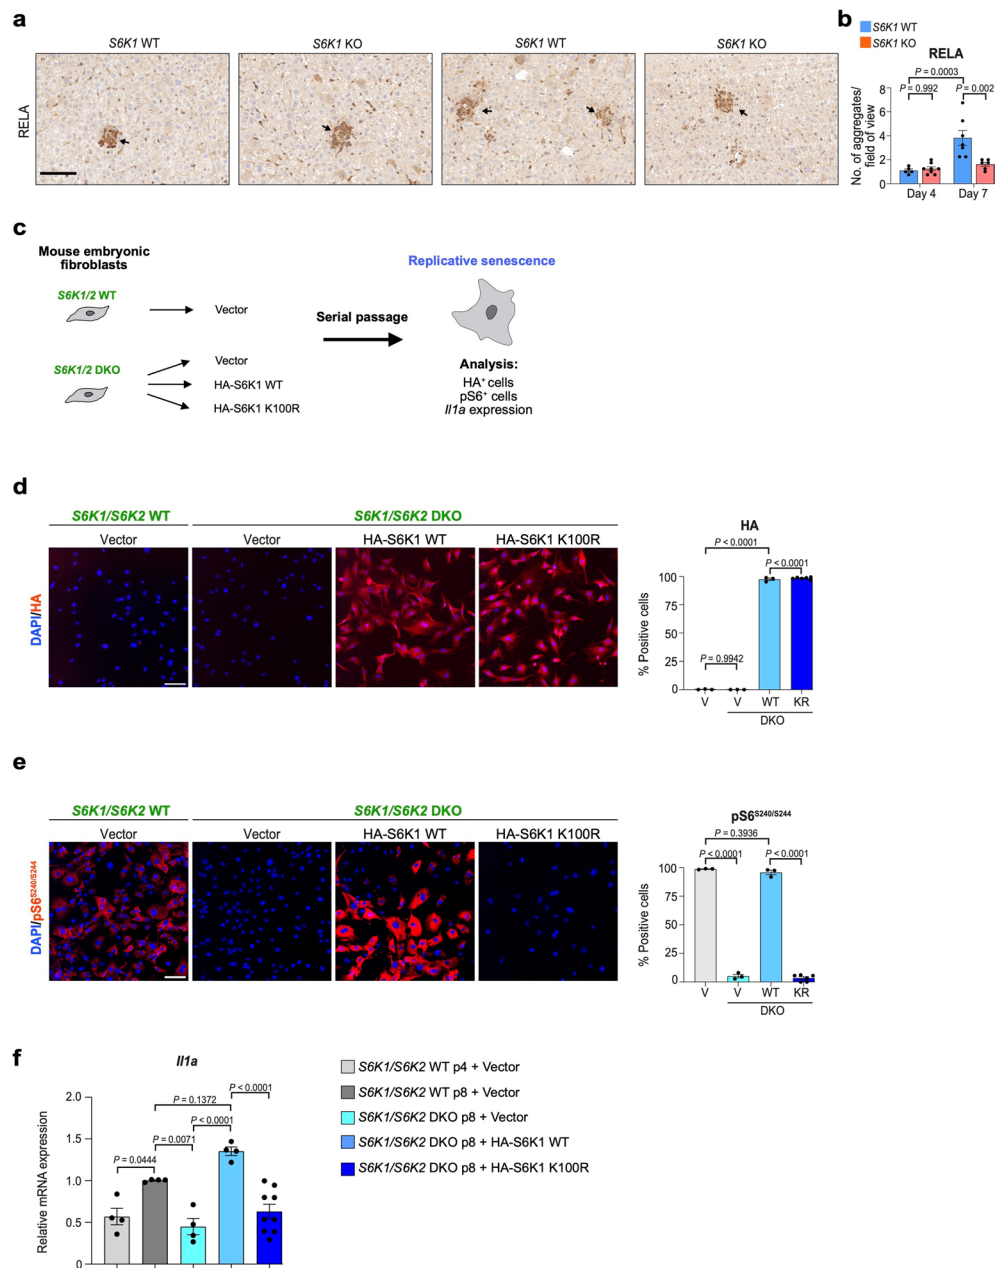 a
S6K1 WT
S6K1 KO
S6K1 WT
S6K1 KO
RELA
b
S6K1 WT
S6K1 KO
RELA
P = 0.0003
P = 0.992
P = 0.002
No. of aggregates/
field of view
8
6
4
2
0
Day 4
Day 7
c
Mouse embryonic
fibroblasts
S6K1/2 WT
Vector
S6K1/2 DKO
Vector
HA-S6K1 WT
HA-S6K1 K100R
Serial passage
Replicative senescence
Analysis:
HA⁺ cells
pS6⁺ cells
Il1a expression
d
S6K1/S6K2 WT
S6K1/S6K2 DKO
Vector
Vector
HA-S6K1 WT
HA-S6K1 K100R
DAPI/HA
HA
P < 0.0001
P < 0.0001
P = 0.9942
% Positive cells
100
75
50
25
0
V
V
WT
KR
DKO
e
S6K1/S6K2 WT
S6K1/S6K2 DKO
Vector
Vector
HA-S6K1 WT
HA-S6K1 K100R
DAPI/pS6S240/S244
pS6S240/S244
P = 0.3936
P < 0.0001
P < 0.0001
% Positive cells
100
75
50
25
0
V
V
WT
KR
DKO
f
Il1a
P < 0.0001
P = 0.1372
P < 0.0001
P = 0.0071
P = 0.0444
Relative mRNA expression
2.0
1.5
1.0
0.5
0
S6K1/S6K2 WT p4 + Vector
S6K1/S6K2 WT p8 + Vector
S6K1/S6K2 DKO p8 + Vector
S6K1/S6K2 DKO p8 + HA-S6K1 WT
S6K1/S6K2 DKO p8 + HA-S6K1 K100R